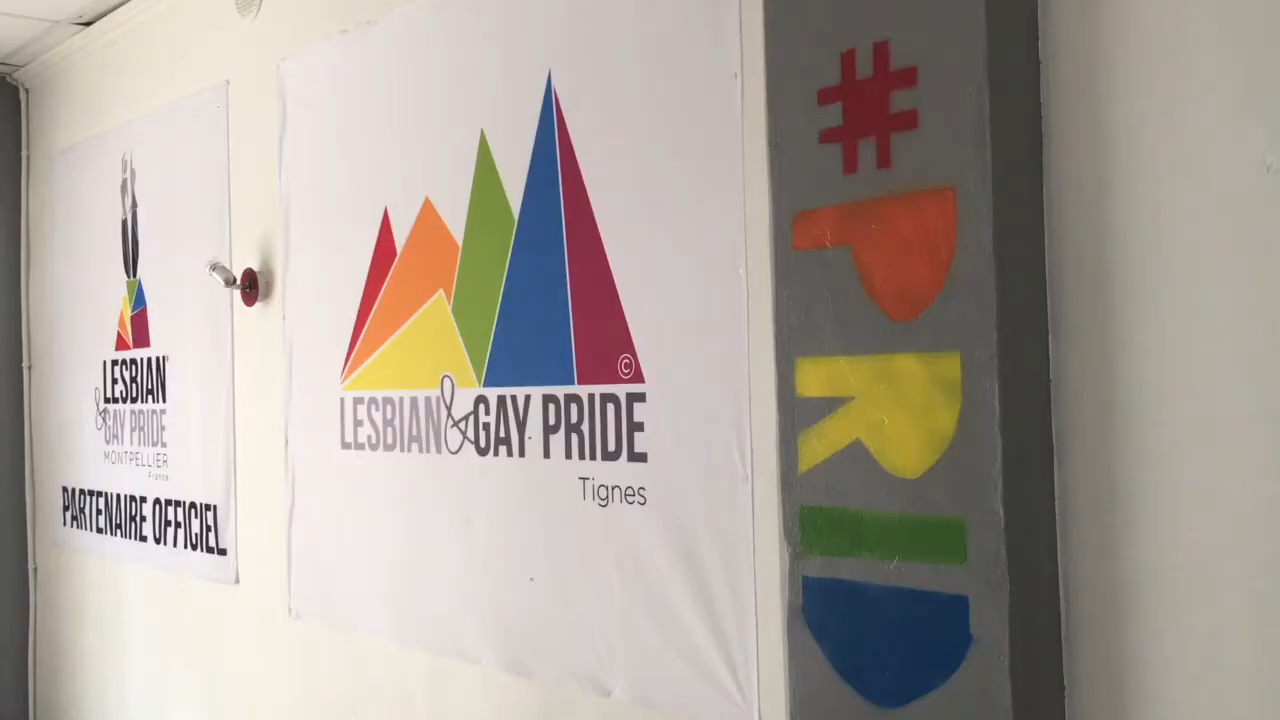 LESBIAN
& GAY PRIDE
MONTPELLIER
France
PARTENAIRE OFFICIEL
©
LESBIAN & GAY PRIDE
Tignes
#PRID